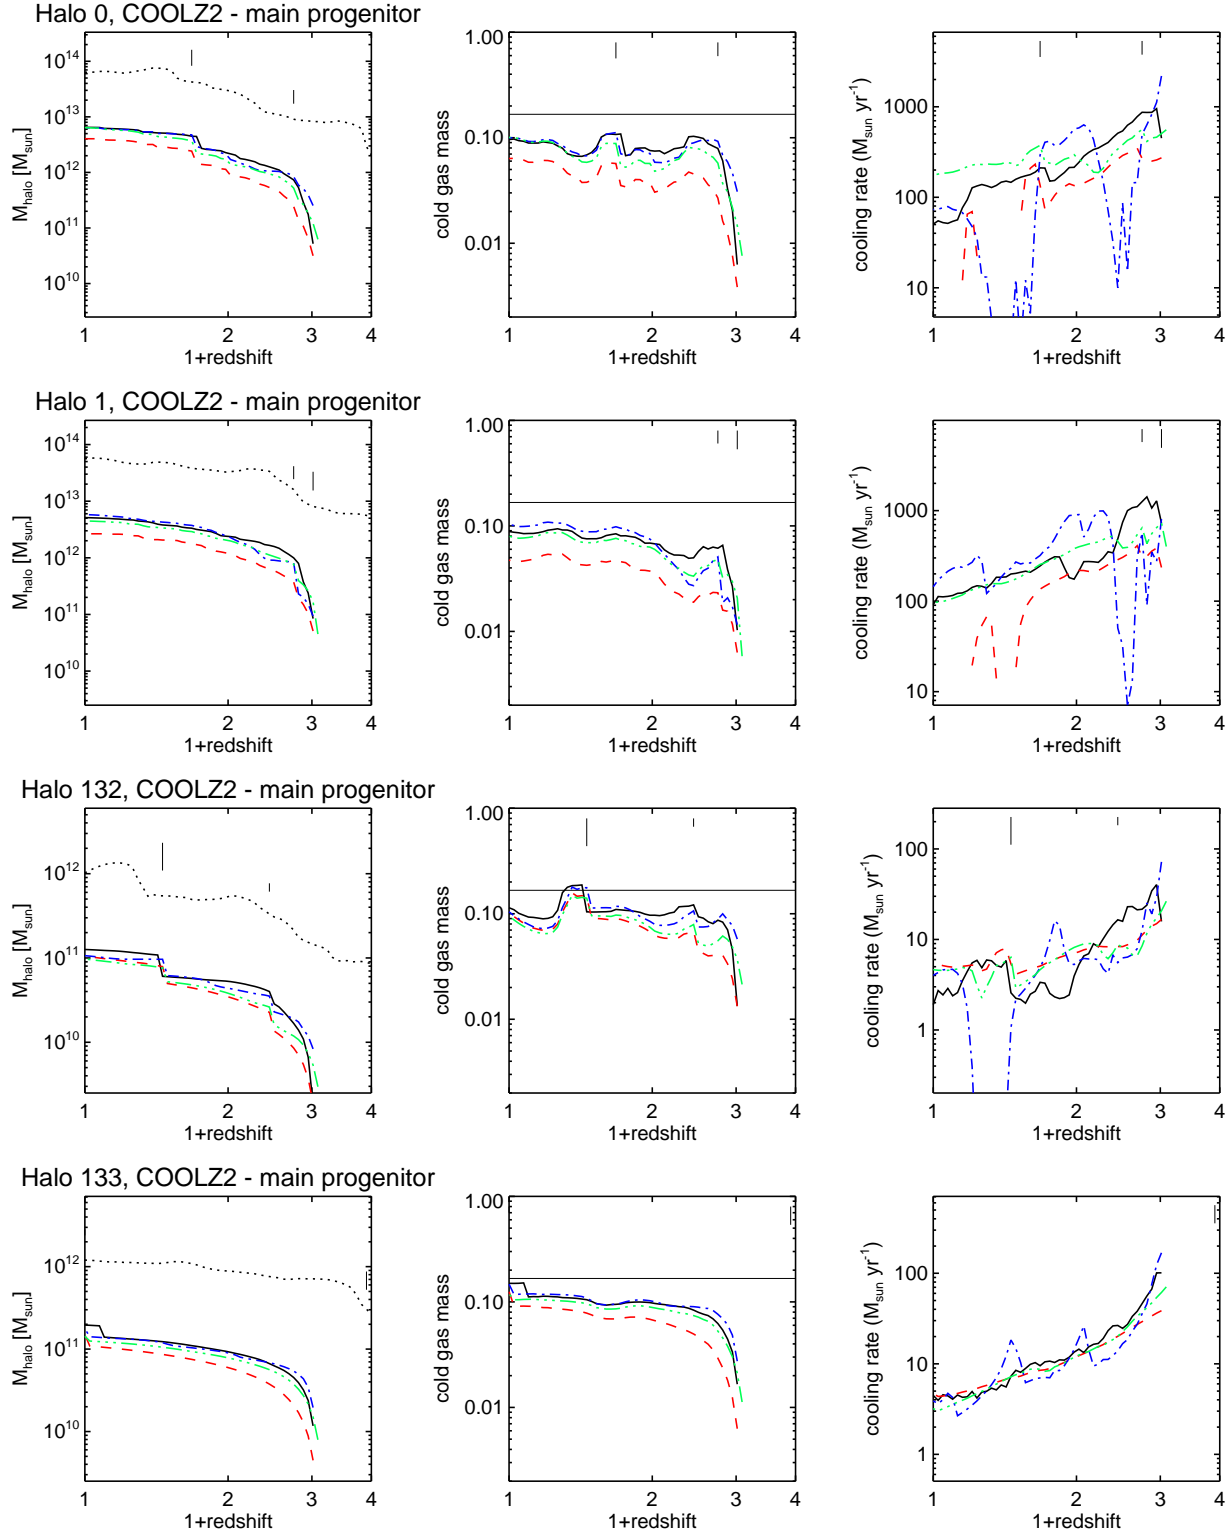 Halo 0, COOLZ2 - main progenitor
10^14
10^13
10^12
10^11
10^10
M_halo [M_sun]
1 2 3 4
1+redshift
1.00
0.10
0.01
cold gas mass
1 2 3 4
1+redshift
1000
100
10
cooling rate (M_sun yr^-1)
1 2 3 4
1+redshift
Halo 1, COOLZ2 - main progenitor
10^14
10^13
10^12
10^11
10^10
M_halo [M_sun]
1 2 3 4
1+redshift
1.00
0.10
0.01
cold gas mass
1 2 3 4
1+redshift
1000
100
10
cooling rate (M_sun yr^-1)
1 2 3 4
1+redshift
Halo 132, COOLZ2 - main progenitor
10^12
10^11
10^10
M_halo [M_sun]
1 2 3 4
1+redshift
1.00
0.10
0.01
cold gas mass
1 2 3 4
1+redshift
100
10
1
cooling rate (M_sun yr^-1)
1 2 3 4
1+redshift
Halo 133, COOLZ2 - main progenitor
10^12
10^11
10^10
M_halo [M_sun]
1 2 3 4
1+redshift
1.00
0.10
0.01
cold gas mass
1 2 3 4
1+redshift
100
10
1
cooling rate (M_sun yr^-1)
1 2 3 4
1+redshift